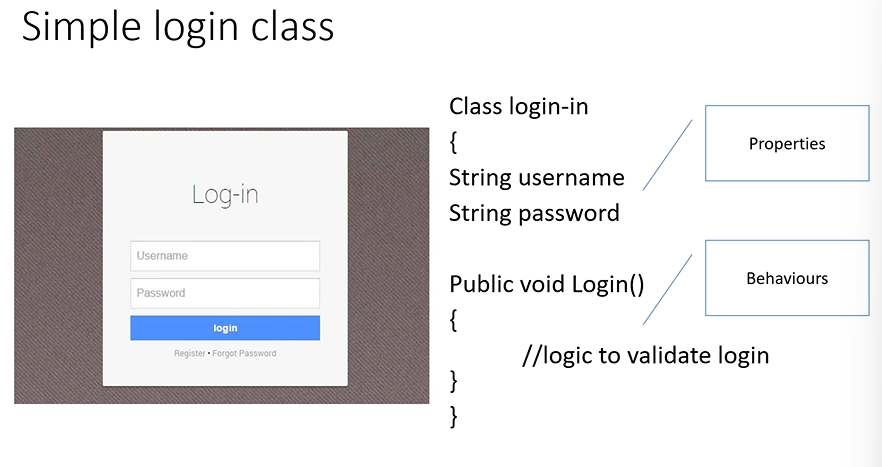 Simple login class
Log-in
Username
Password
login
Register • Forgot Password
Class login-in
{
String username
String password
Public void Login()
{
//logic to validate login
}
}
Properties
Behaviours